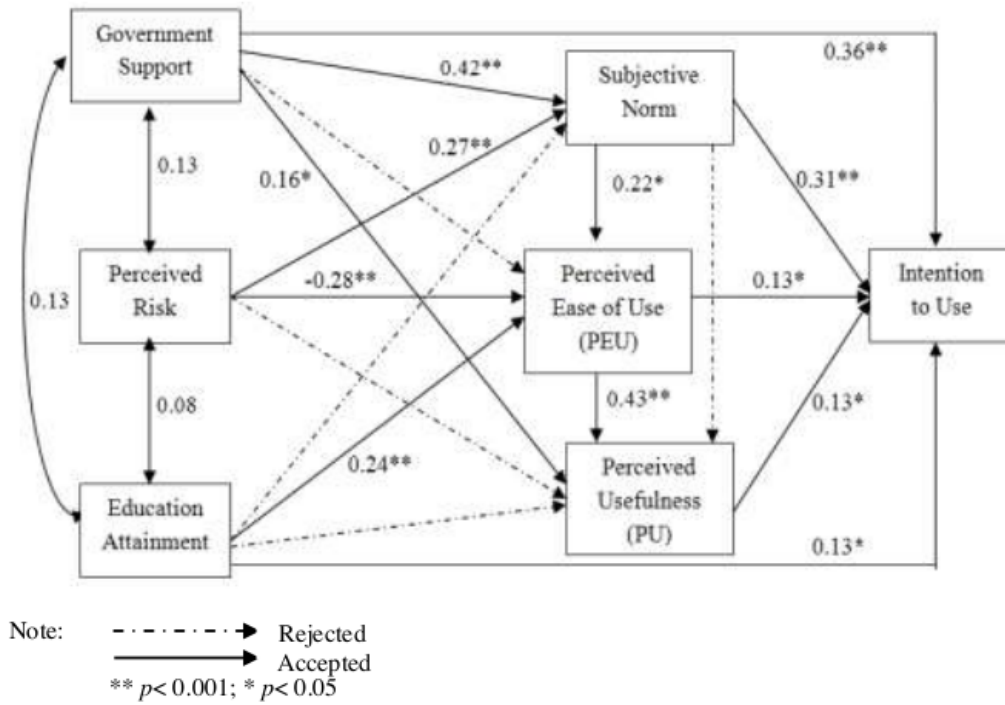 Government
Support
0.36**
0.42**
Subjective
Norm
0.27**
0.13
0.16*
0.22*
0.31**
Perceived
Risk
-0.28**
Perceived
Ease of Use
(PEU)
0.13*
Intention
to Use
0.13
0.08
0.43**
0.13*
0.24**
Education
Attainment
Perceived
Usefulness
(PU)
0.13*
Note:
Rejected
Accepted
** p< 0.001; * p< 0.05